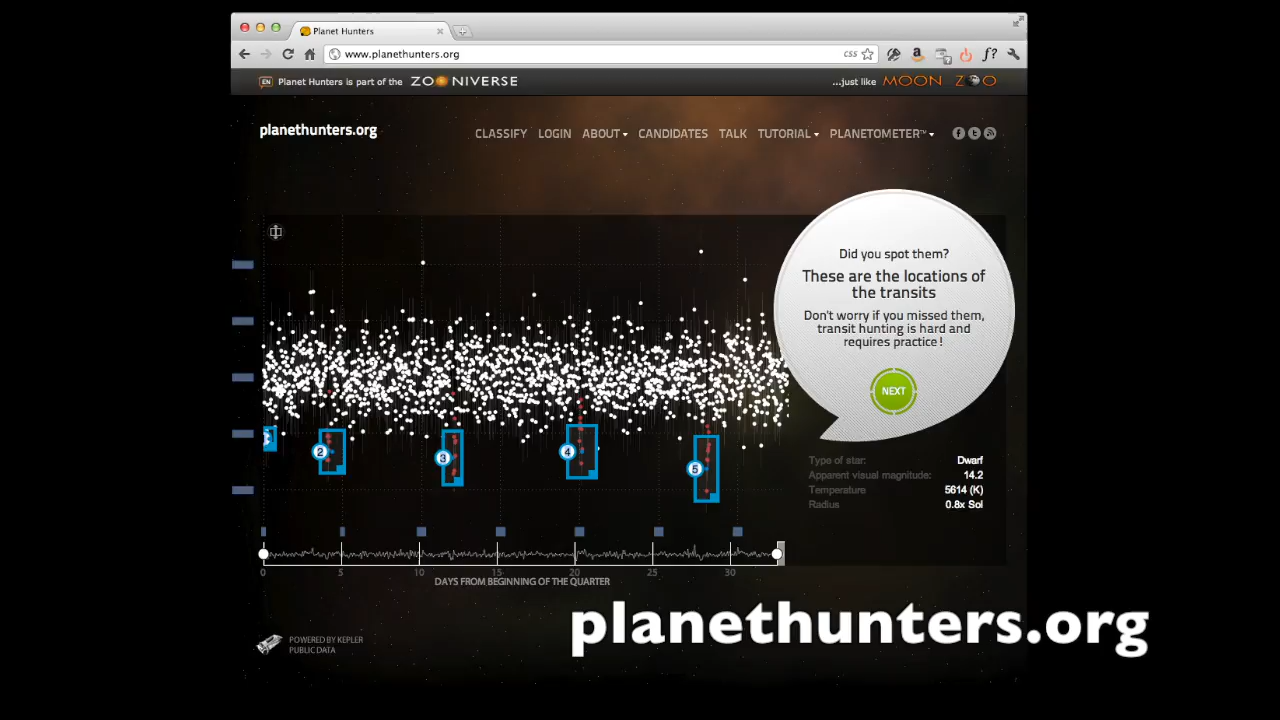 Planet Hunters
www.planethunters.org
CSS
f?
EN Planet Hunters is part of the ZOONIVERSE
...just like MOON ZOO
planethunters.org
CLASSIFY LOGIN ABOUT CANDIDATES TALK TUTORIAL PLANETOMETER™
Did you spot them?
These are the locations of
the transits
Don't worry if you missed them,
transit hunting is hard and
requires practice!
NEXT
2
3
4
5
Type of star: Dwarf
Apparent visual magnitude: 14.2
Temperature 5614 (K)
Radius 0.8x Sol
0 5 10 15 20 25 30
DAYS FROM BEGINNING OF THE QUARTER
planethunters.org
POWERED BY KEPLER
PUBLIC DATA